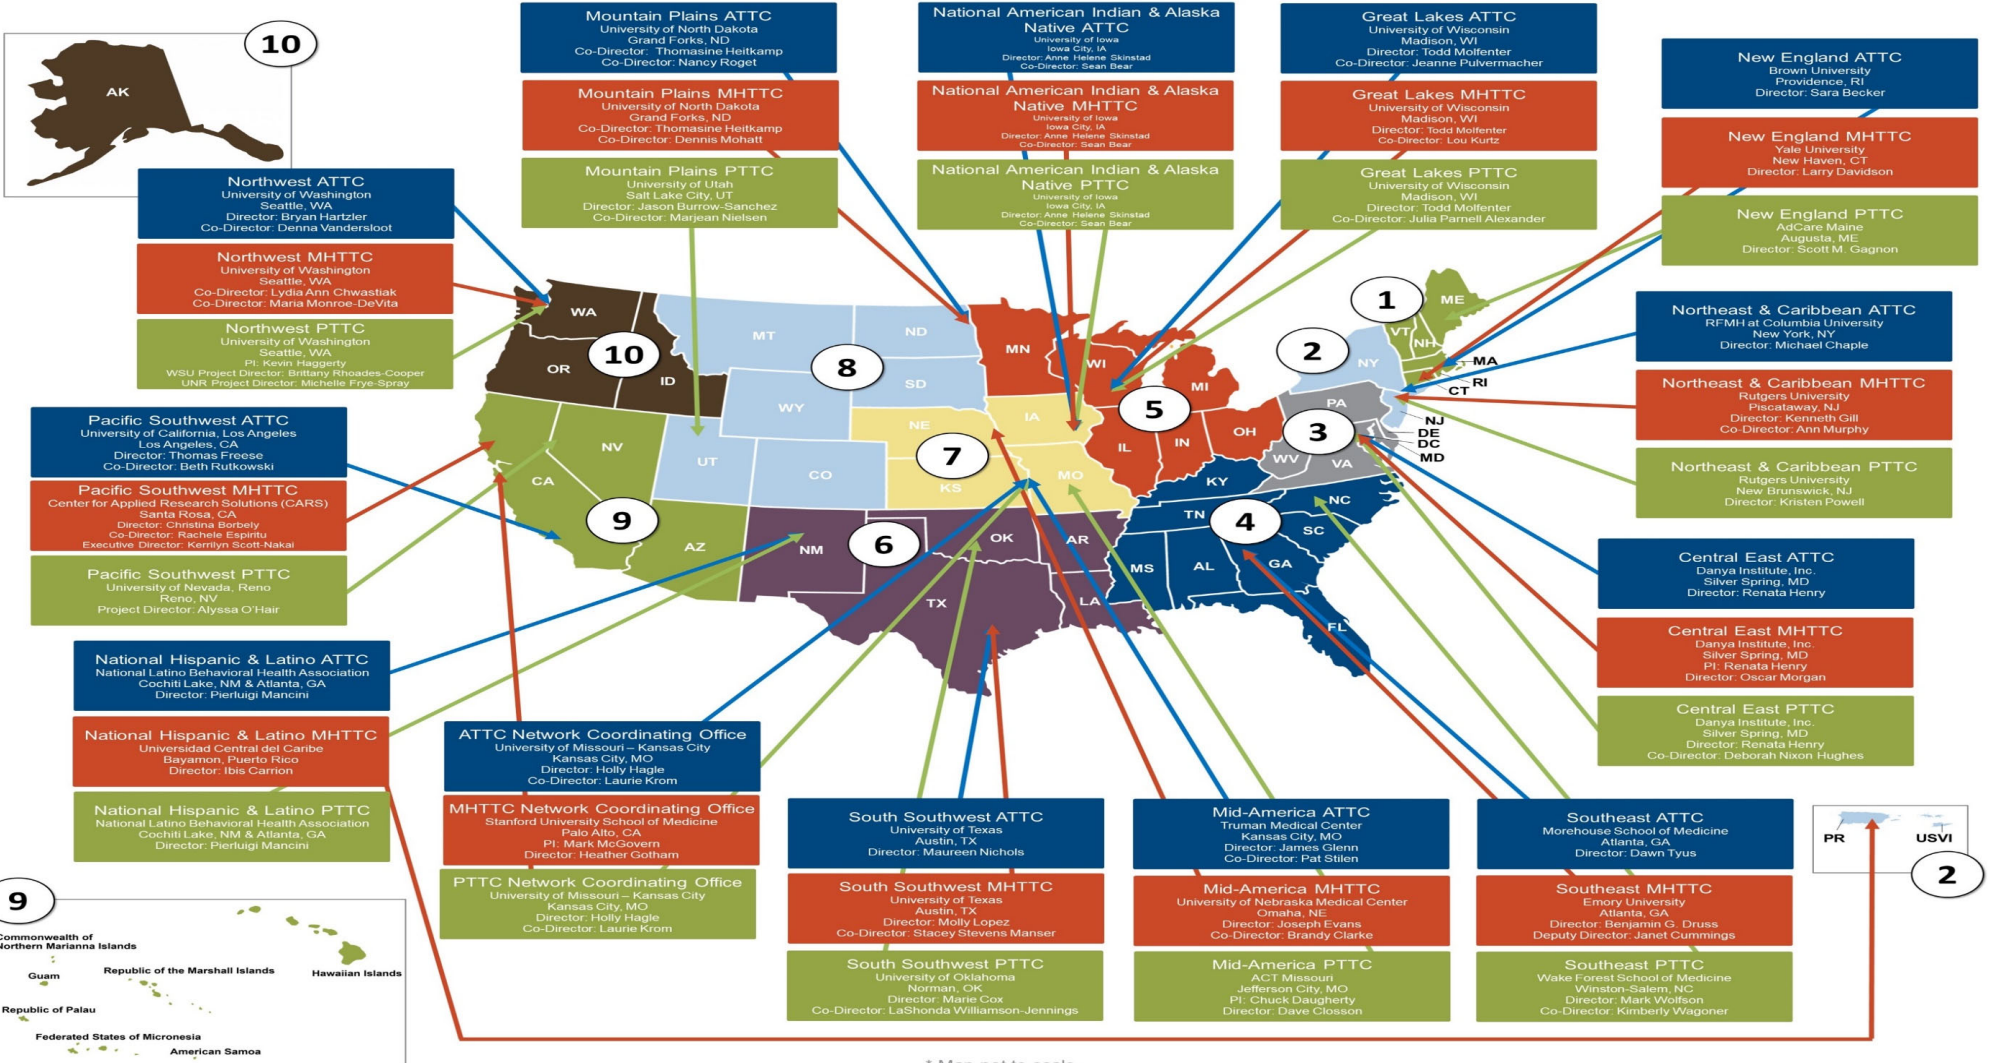 10
AK
Mountain Plains ATTC
University of North Dakota
Grand Forks, ND
Co-Director: Thomasine Heitkamp
Co-Director: Nancy Roget
Mountain Plains MHTTC
University of North Dakota
Grand Forks, ND
Co-Director: Thomasine Heitkamp
Co-Director: Dennis Mohatt
Mountain Plains PTTC
University of Utah
Salt Lake City, UT
Director: Jason Burrow-Sanchez
Co-Director: Marjean Nielsen
National American Indian & Alaska
Native ATTC
University of Iowa
Iowa City, IA
Director: Anne Helene Skinstad
Co-Director: Sean Bear
National American Indian & Alaska
Native MHTTC
University of Iowa
Iowa City, IA
Director: Anne Helene Skinstad
Co-Director: Sean Bear
National American Indian & Alaska
Native PTTC
University of Iowa
Iowa City, IA
Director: Anne Helene Skinstad
Co-Director: Sean Bear
Great Lakes ATTC
University of Wisconsin
Madison, WI
Director: Todd Molfenter
Co-Director: Jeanne Pulvermacher
Great Lakes MHTTC
University of Wisconsin
Madison, WI
Director: Todd Molfenter
Co-Director: Lou Kurtz
Great Lakes PTTC
University of Wisconsin
Madison, WI
Director: Todd Molfenter
Co-Director: Julia Parnell Alexander
New England ATTC
Brown University
Providence, RI
Director: Sara Becker
New England MHTTC
Yale University
New Haven, CT
Director: Larry Davidson
New England PTTC
AdCare Maine
Augusta, ME
Director: Scott M. Gagnon
Northwest ATTC
University of Washington
Seattle, WA
Director: Bryan Hartzler
Co-Director: Denna Vandersloot
Northwest MHTTC
University of Washington
Seattle, WA
Co-Director: Lydia Ann Chwastiak
Co-Director: Maria Monroe-DeVita
Northwest PTTC
University of Washington
Seattle, WA
PI: Kevin Haggerty
WSU Project Director: Brittany Rhoades-Cooper
UNR Project Director: Michelle Frye-Spray
Northeast & Caribbean ATTC
RFMH at Columbia University
New York, NY
Director: Michael Chaple
Northeast & Caribbean MHTTC
Rutgers University
Piscataway, NJ
Director: Kenneth Gill
Co-Director: Ann Murphy
Northeast & Caribbean PTTC
Rutgers University
New Brunswick, NJ
Director: Kristen Powell
Pacific Southwest ATTC
University of California, Los Angeles
Los Angeles, CA
Director: Thomas Freese
Co-Director: Beth Rutkowski
Pacific Southwest MHTTC
Center for Applied Research Solutions (CARS)
Santa Rosa, CA
Director: Christina Borbely
Co-Director: Rachele Espiritu
Executive Director: Kerrilyn Scott-Nakai
Pacific Southwest PTTC
University of Nevada, Reno
Reno, NV
Project Director: Alyssa O'Hair
WA
OR
ID
10
MT
ND
SD
WY
8
UT
CO
NV
CA
AZ
9
NE
IA
KS
MO
7
MN
WI
MI
IL
IN
OH
5
NM
OK
AR
TX
LA
6
KY
TN
NC
SC
MS
AL
GA
FL
4
PA
WV
VA
3
NY
2
1
ME
VT
NH
MA
RI
CT
NJ
DE
DC
MD
Central East ATTC
Danya Institute, Inc.
Silver Spring, MD
Director: Renata Henry
Central East MHTTC
Danya Institute, Inc.
Silver Spring, MD
PI: Renata Henry
Director: Oscar Morgan
Central East PTTC
Danya Institute, Inc.
Silver Spring, MD
Director: Renata Henry
Co-Director: Deborah Nixon Hughes
National Hispanic & Latino ATTC
National Latino Behavioral Health Association
Cochiti Lake, NM & Atlanta, GA
Director: Pierluigi Mancini
National Hispanic & Latino MHTTC
Universidad Central del Caribe
Bayamon, Puerto Rico
Director: Ibis Carrion
National Hispanic & Latino PTTC
National Latino Behavioral Health Association
Cochiti Lake, NM & Atlanta, GA
Director: Pierluigi Mancini
ATTC Network Coordinating Office
University of Missouri – Kansas City
Kansas City, MO
Director: Holly Hagle
Co-Director: Laurie Krom
MHTTC Network Coordinating Office
Stanford University School of Medicine
Palo Alto, CA
PI: Mark McGovern
Director: Heather Gotham
PTTC Network Coordinating Office
University of Missouri – Kansas City
Kansas City, MO
Director: Holly Hagle
Co-Director: Laurie Krom
South Southwest ATTC
University of Texas
Austin, TX
Director: Maureen Nichols
South Southwest MHTTC
University of Texas
Austin, TX
Director: Molly Lopez
Co-Director: Stacey Stevens Manser
South Southwest PTTC
University of Oklahoma
Norman, OK
Director: Marie Cox
Co-Director: LaShonda Williamson-Jennings
Mid-America ATTC
Truman Medical Center
Kansas City, MO
Director: James Glenn
Co-Director: Pat Stilen
Mid-America MHTTC
University of Nebraska Medical Center
Omaha, NE
Director: Joseph Evans
Co-Director: Brandy Clarke
Mid-America PTTC
ACT Missouri
Jefferson City, MO
PI: Chuck Daugherty
Director: Dave Closson
Southeast ATTC
Morehouse School of Medicine
Atlanta, GA
Director: Dawn Tyus
Southeast MHTTC
Emory University
Atlanta, GA
Director: Benjamin G. Druss
Deputy Director: Janet Cummings
Southeast PTTC
Wake Forest School of Medicine
Winston-Salem, NC
Director: Mark Wolfson
Co-Director: Kimberly Wagoner
PR
USVI
2
9
Commonwealth of
Northern Marianna Islands
Guam
Republic of the Marshall Islands
Hawaiian Islands
Republic of Palau
Federated States of Micronesia
American Samoa